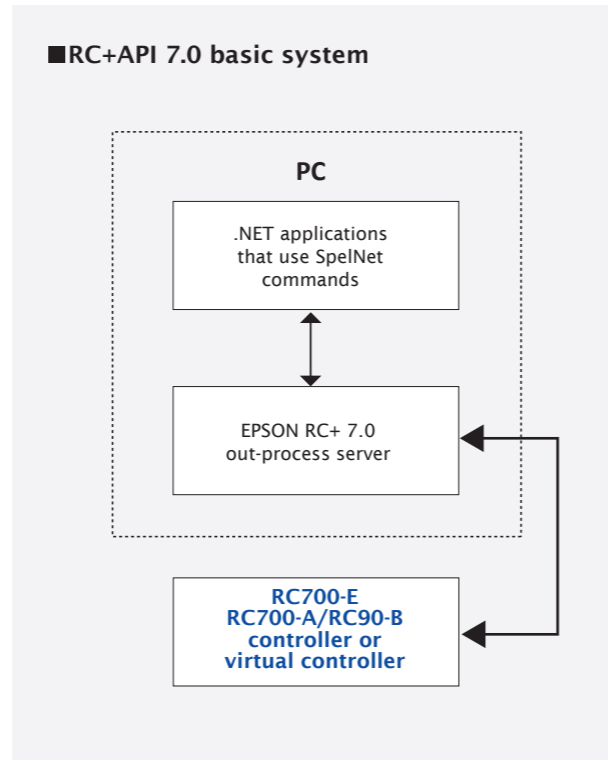 ■RC+API 7.0 basic system
PC
.NET applications
that use SpelNet
commands
EPSON RC+ 7.0
out-process server
RC700-E
RC700-A/RC90-B
controller or
virtual controller